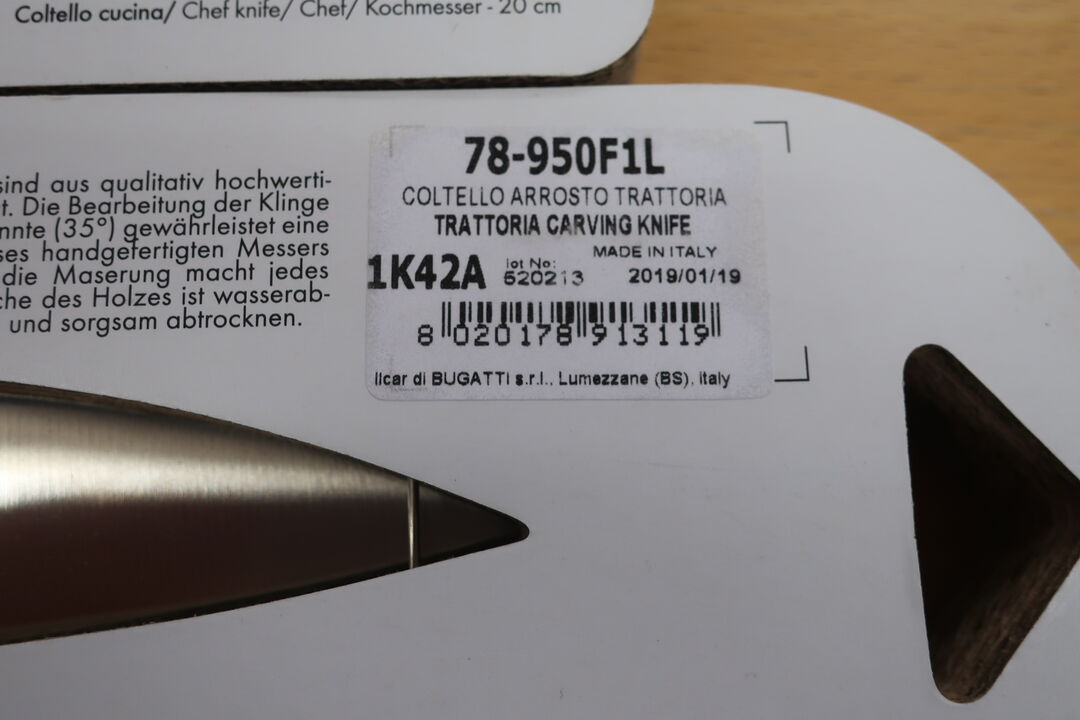 Coltello cucina/ Chef knife/ Chef/ Kochmesser - 20 cm
sind aus qualitativ hochwerti-
t. Die Bearbeitung der Klinge
nnte (35°) gewährleistet eine
ses handgefertigten Messers
die Maserung macht jedes
che des Holzes ist wasserab-
und sorgsam abtrocknen.
78-950F1L
COLTELLO ARROSTO TRATTORIA
TRATTORIA CARVING KNIFE
MADE IN ITALY
1K42A lot No: 520213 2019/01/19
8 020178 913119
Ilcar di BUGATTI s.r.l., Lumezzane (BS), Italy